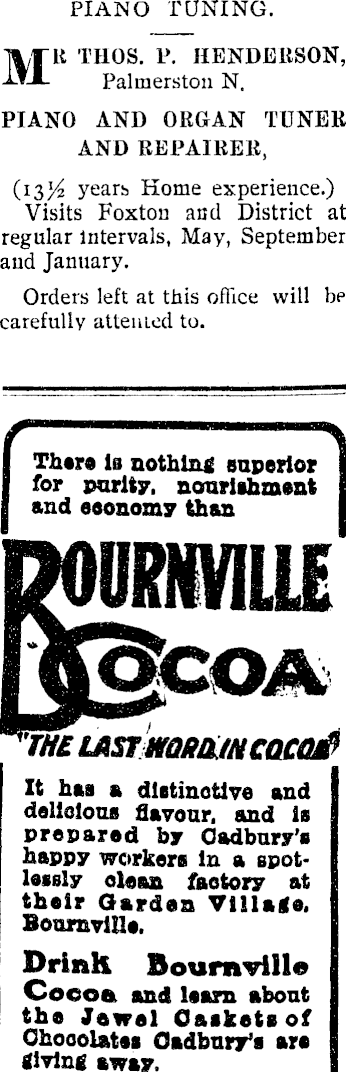 PIANO TUNING.
MR THOS. P. HENDERSON,
Palmerston N.
PIANO AND ORGAN TUNER
AND REPAIRER,
(13½ years Home experience.)
Visits Foxton and District at
regular intervals, May, September
and January.
Orders left at this office will be
carefully attended to.
There is nothing superior
for purity, nourishment
and economy than
BOURNVILLE
COCOA
"THE LAST WORD IN COCOA"
It has a distinctive and
delicious flavour, and is
prepared by Cadbury's
happy workers in a spot-
lessly clean factory at
their Garden Village,
Bournville.
Drink Bournville
Cocoa and learn about
the Jewel Caskets of
Chocolates Cadbury's are
giving away.